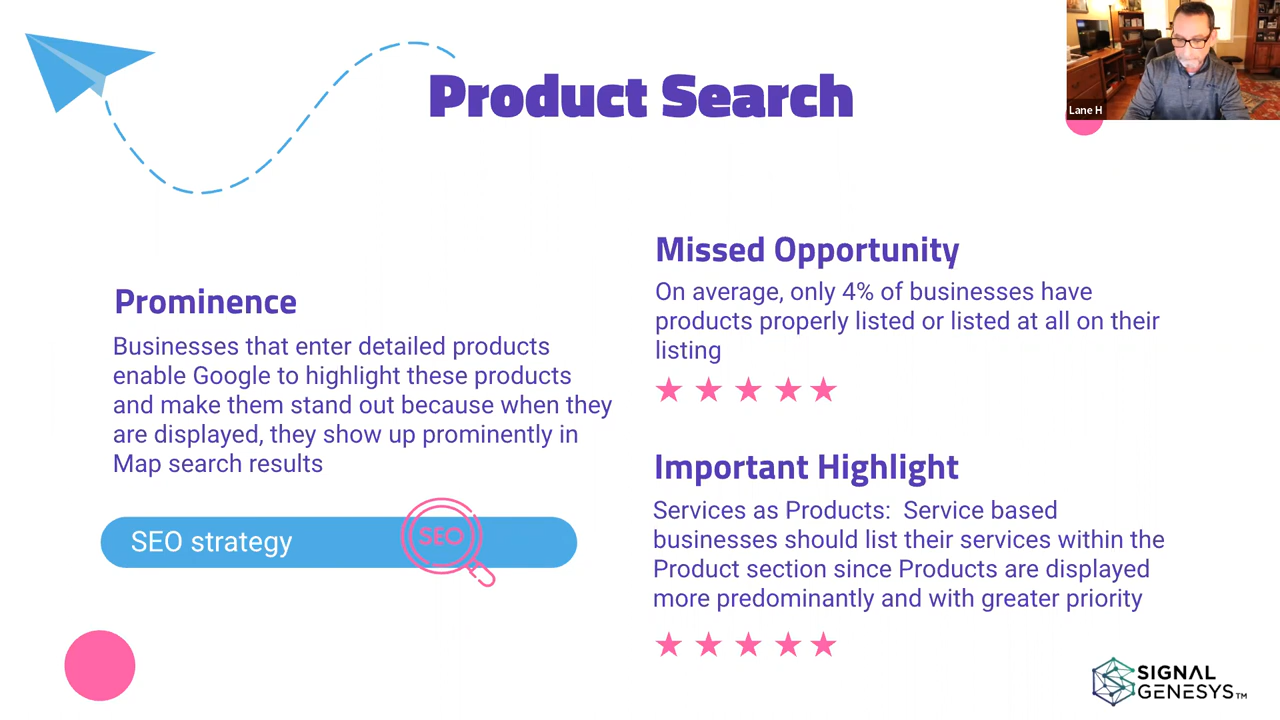 Product Search
Lane H
Prominence
Businesses that enter detailed products
enable Google to highlight these products
and make them stand out because when they
are displayed, they show up prominently in
Map search results
SEO strategy
SEO
Missed Opportunity
On average, only 4% of businesses have
products properly listed or listed at all on their
listing
Important Highlight
Services as Products:  Service based
businesses should list their services within the
Product section since Products are displayed
more predominantly and with greater priority
SIGNAL
GENESYS™